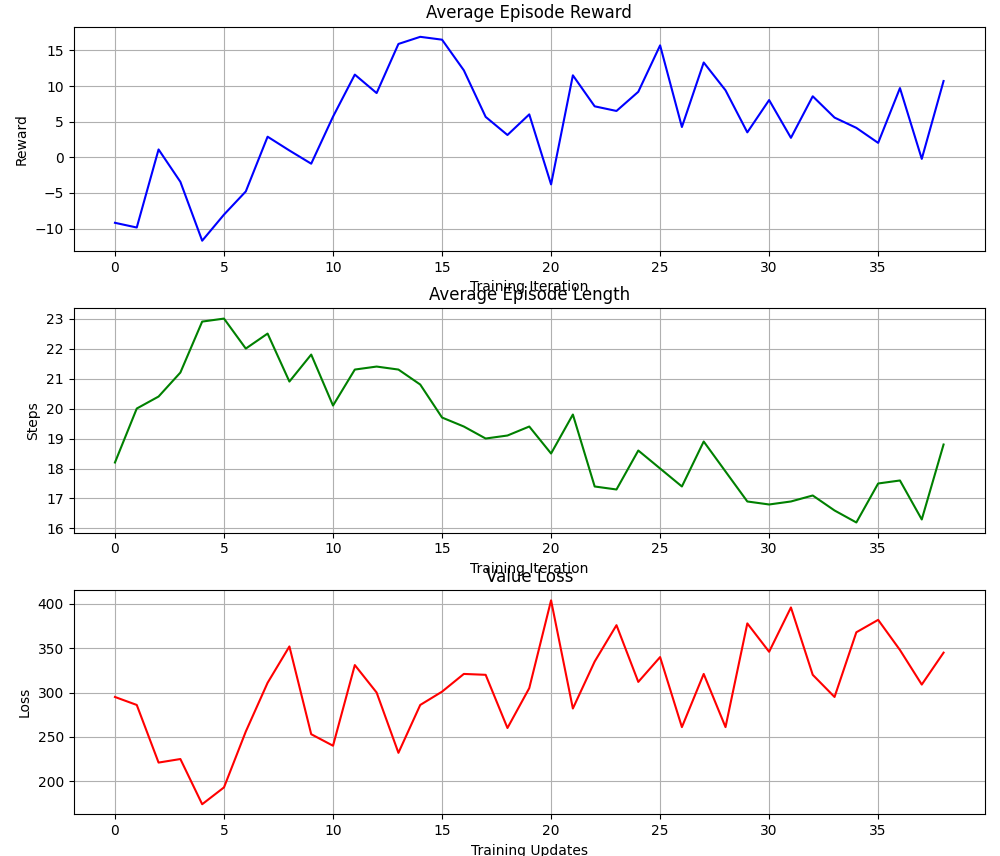 Average Episode Reward
15
10
5
0
−5
−10
Reward
0 5 10 15 20 25 30 35
Training Iteration
Average Episode Length
23
22
21
20
19
18
17
16
Steps
0 5 10 15 20 25 30 35
Training Iteration
Value Loss
400
350
300
250
200
Loss
0 5 10 15 20 25 30 35
Training Updates